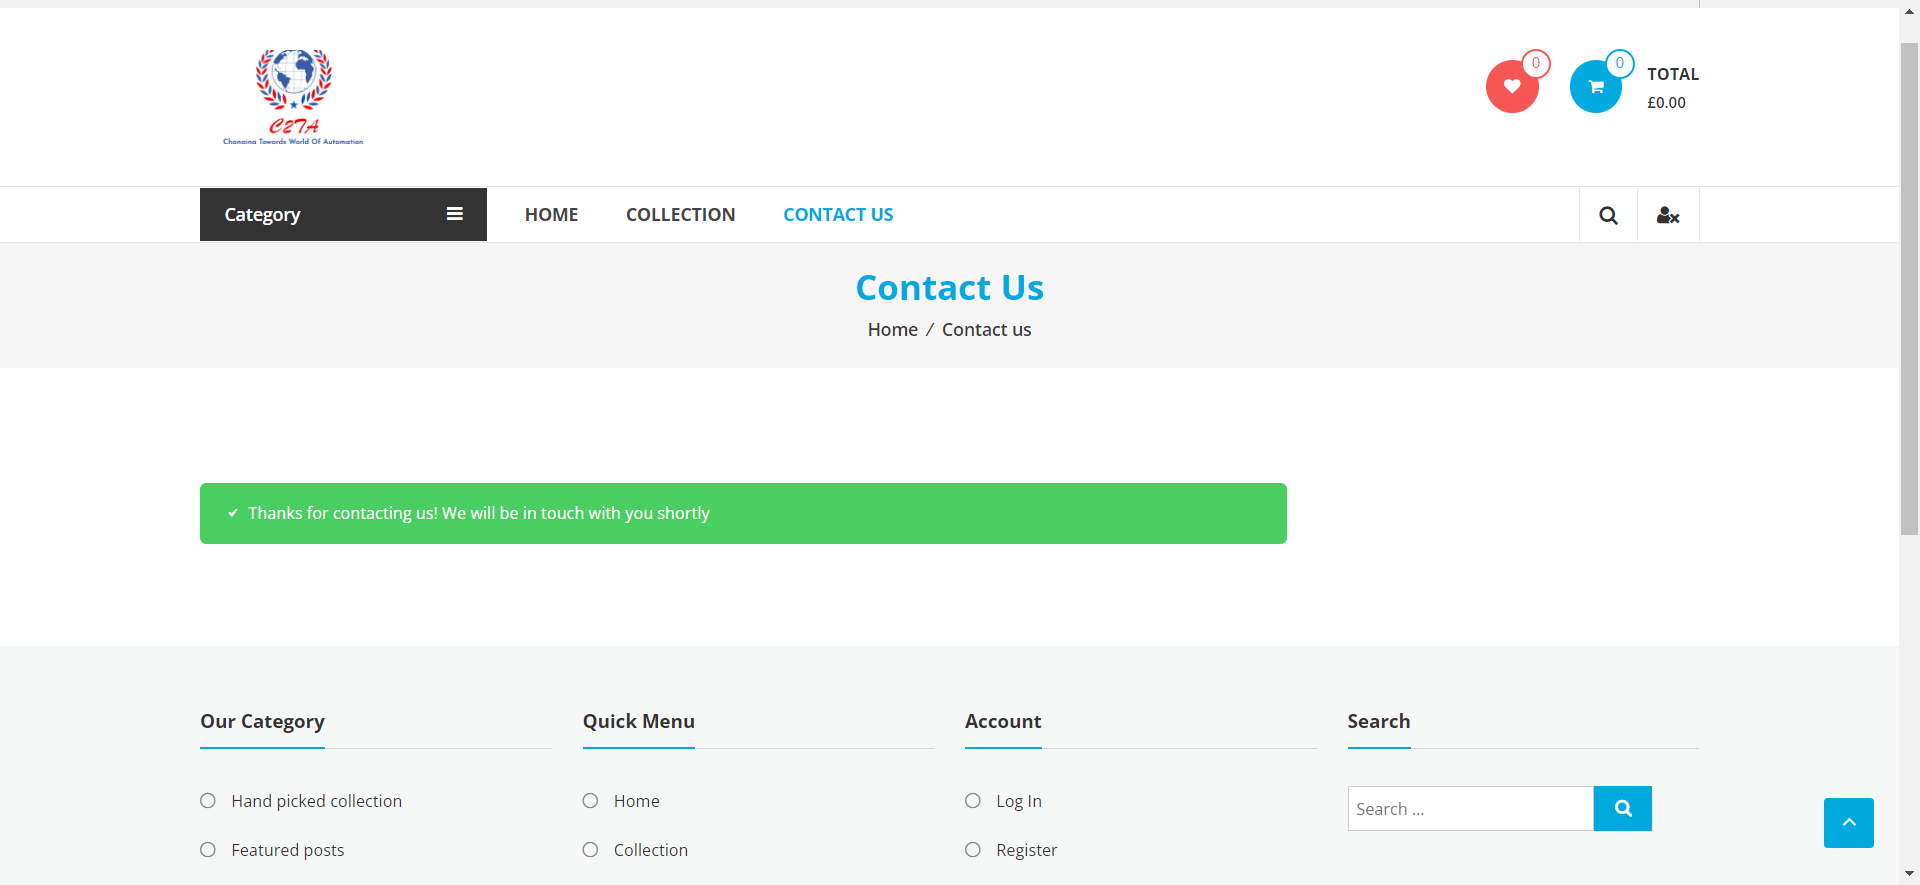 C2TA
Changing Towards World Of Automation
0
0
TOTAL
£0.00
Category
HOME
COLLECTION
CONTACT US
Contact Us
Home / Contact us
Thanks for contacting us! We will be in touch with you shortly
Our Category
Hand picked collection
Featured posts
Quick Menu
Home
Collection
Account
Log In
Register
Search
Search ...